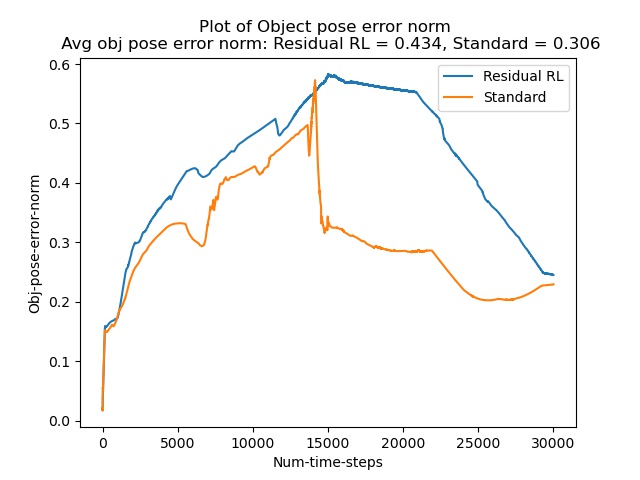 Plot of Object pose error norm
Avg obj pose error norm: Residual RL = 0.434, Standard = 0.306
Residual RL
Standard
0.6
0.5
0.4
0.3
0.2
0.1
0.0
Obj-pose-error-norm
0 5000 10000 15000 20000 25000 30000
Num-time-steps